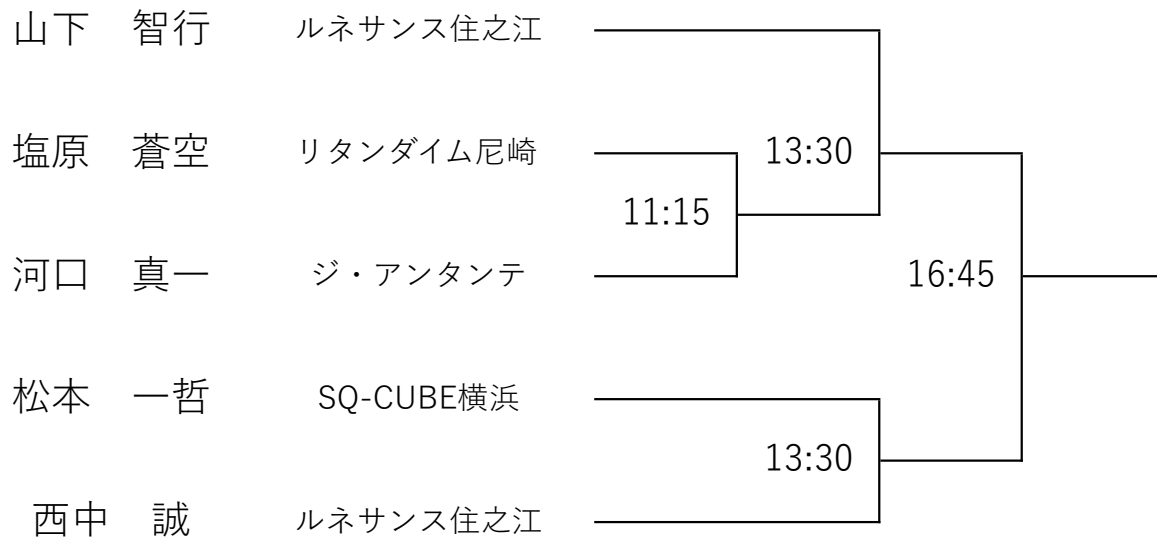 山下　智行 ルネサンス住之江
塩原　蒼空 リタンダイム尼崎 13:30
11:15
河口　真一 ジ・アンタンテ 16:45
松本　一哲 SQ-CUBE横浜
13:30
西中　誠 ルネサンス住之江